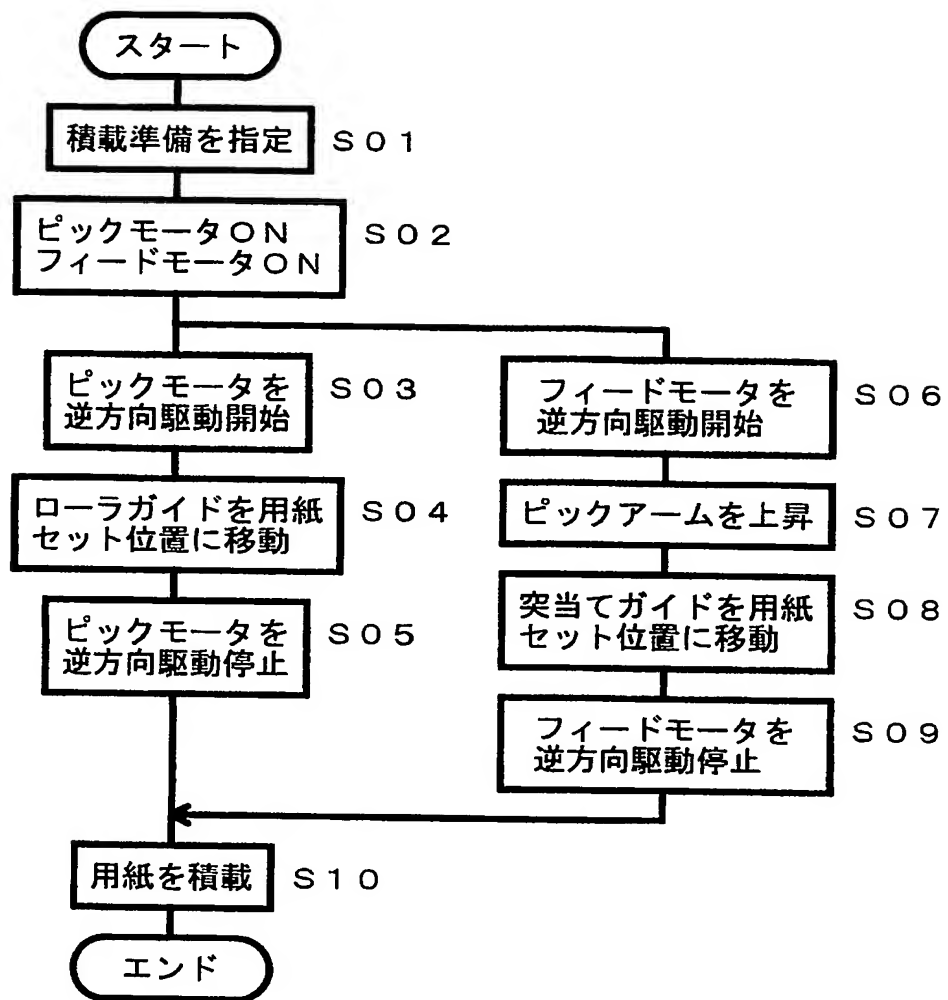 スタート
積載準備を指定 S01
ピックモータON
フィードモータON
S02
ピックモータを
逆方向駆動開始
S03
ローラガイドを用紙
セット位置に移動
S04
ピックモータを
逆方向駆動停止
S05
フィードモータを
逆方向駆動開始
S06
ピックアームを上昇 S07
突当てガイドを用紙
セット位置に移動
S08
フィードモータを
逆方向駆動停止
S09
用紙を積載 S10
エンド